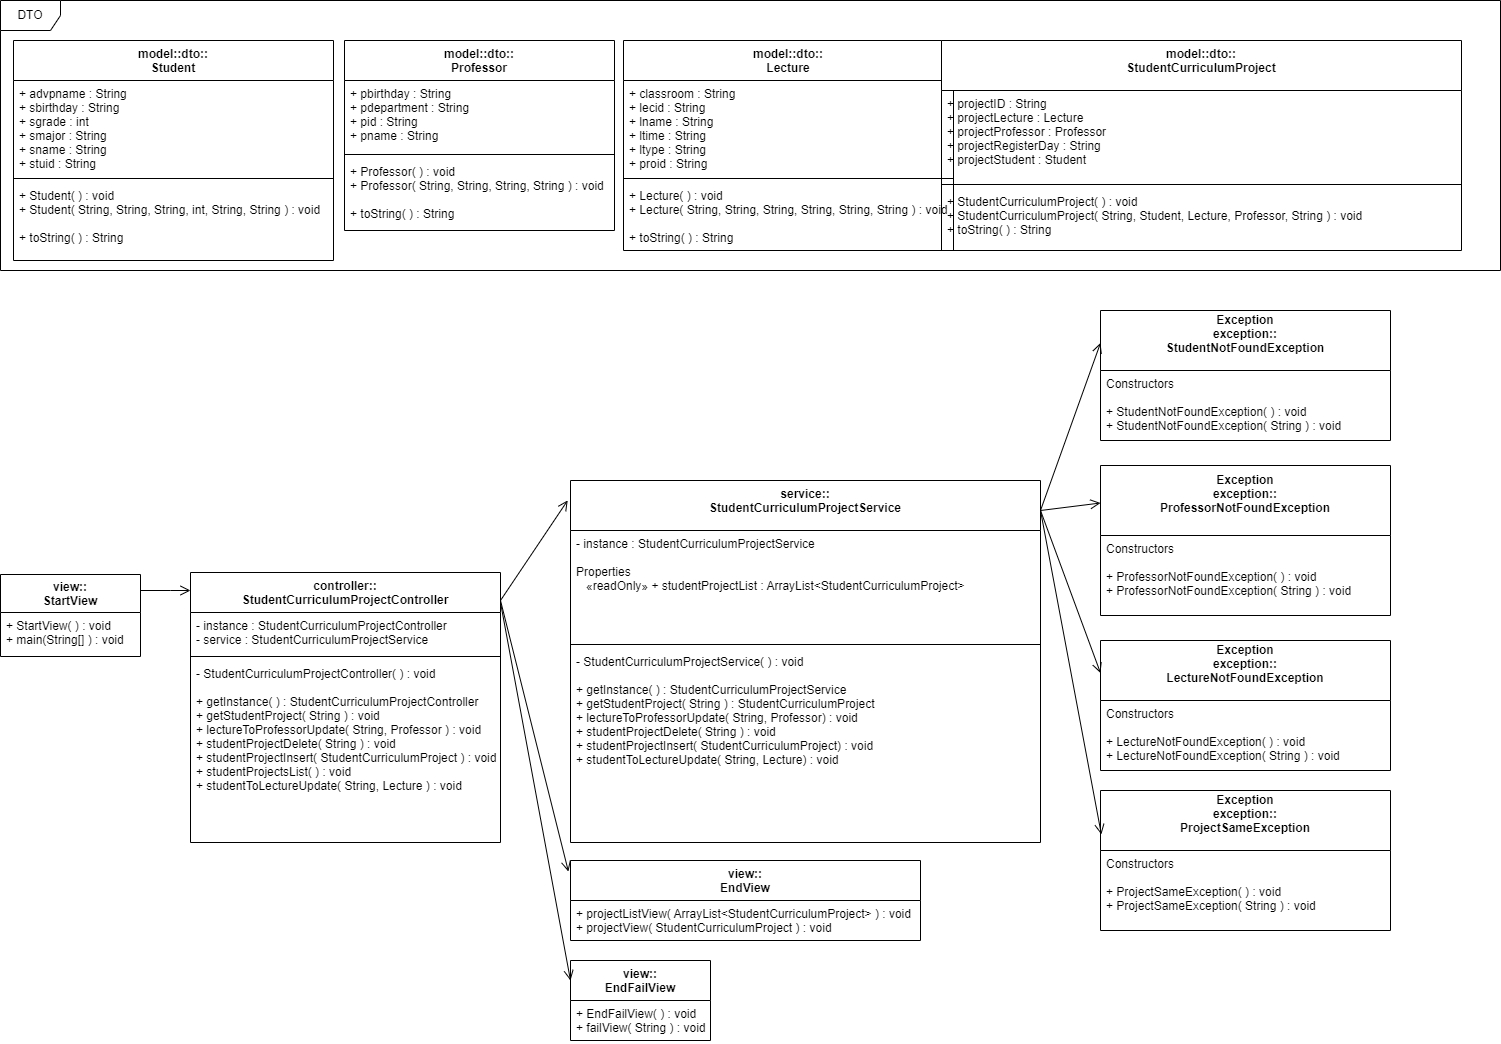 DTO
model::dto::
Student
+ advpname : String
+ sbirthday : String
+ sgrade : int
+ smajor : String
+ sname : String
+ stuid : String
+ Student( ) : void
+ Student( String, String, String, int, String, String ) : void
+ toString( ) : String
model::dto::
Professor
+ pbirthday : String
+ pdepartment : String
+ pid : String
+ pname : String
+ Professor( ) : void
+ Professor( String, String, String, String ) : void
+ toString( ) : String
model::dto::
Lecture
+ classroom : String
+ lecid : String
+ lname : String
+ ltime : String
+ ltype : String
+ proid : String
+ Lecture( ) : void
+ Lecture( String, String, String, String, String, String ) : void
+ toString( ) : String
model::dto::
StudentCurriculumProject
+ projectID : String
+ projectLecture : Lecture
+ projectProfessor : Professor
+ projectRegisterDay : String
+ projectStudent : Student
+ StudentCurriculumProject( ) : void
+ StudentCurriculumProject( String, Student, Lecture, Professor, String ) : void
+ toString( ) : String
view::
StartView
+ StartView( ) : void
+ main(String[] ) : void
controller::
StudentCurriculumProjectController
- instance : StudentCurriculumProjectController
- service : StudentCurriculumProjectService
- StudentCurriculumProjectController( ) : void
+ getInstance( ) : StudentCurriculumProjectController
+ getStudentProject( String ) : void
+ lectureToProfessorUpdate( String, Professor ) : void
+ studentProjectDelete( String ) : void
+ studentProjectInsert( StudentCurriculumProject ) : void
+ studentProjectsList( ) : void
+ studentToLectureUpdate( String, Lecture ) : void
service::
StudentCurriculumProjectService
- instance : StudentCurriculumProjectService
Properties
«readOnly» + studentProjectList : ArrayList<StudentCurriculumProject>
- StudentCurriculumProjectService( ) : void
+ getInstance( ) : StudentCurriculumProjectService
+ getStudentProject( String ) : StudentCurriculumProject
+ lectureToProfessorUpdate( String, Professor) : void
+ studentProjectDelete( String ) : void
+ studentProjectInsert( StudentCurriculumProject) : void
+ studentToLectureUpdate( String, Lecture) : void
view::
EndView
+ projectListView( ArrayList<StudentCurriculumProject> ) : void
+ projectView( StudentCurriculumProject ) : void
view::
EndFailView
+ EndFailView( ) : void
+ failView( String ) : void
Exception
exception::
StudentNotFoundException
Constructors
+ StudentNotFoundException( ) : void
+ StudentNotFoundException( String ) : void
Exception
exception::
ProfessorNotFoundException
Constructors
+ ProfessorNotFoundException( ) : void
+ ProfessorNotFoundException( String ) : void
Exception
exception::
LectureNotFoundException
Constructors
+ LectureNotFoundException( ) : void
+ LectureNotFoundException( String ) : void
Exception
exception::
ProjectSameException
Constructors
+ ProjectSameException( ) : void
+ ProjectSameException( String ) : void